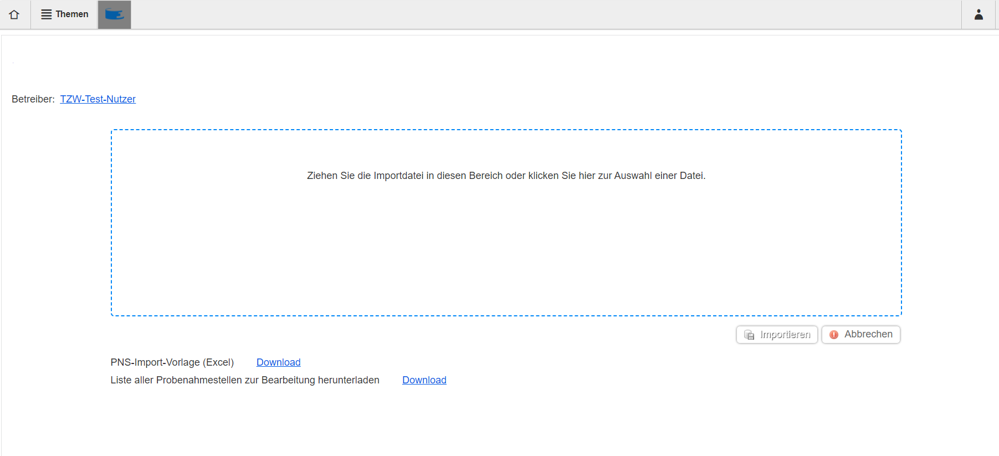 Themen
Betreiber: TZW-Test-Nutzer
Ziehen Sie die Importdatei in diesen Bereich oder klicken Sie hier zur Auswahl einer Datei.
Importieren Abbrechen
PNS-Import-Vorlage (Excel) Download
Liste aller Probenahmestellen zur Bearbeitung herunterladen Download